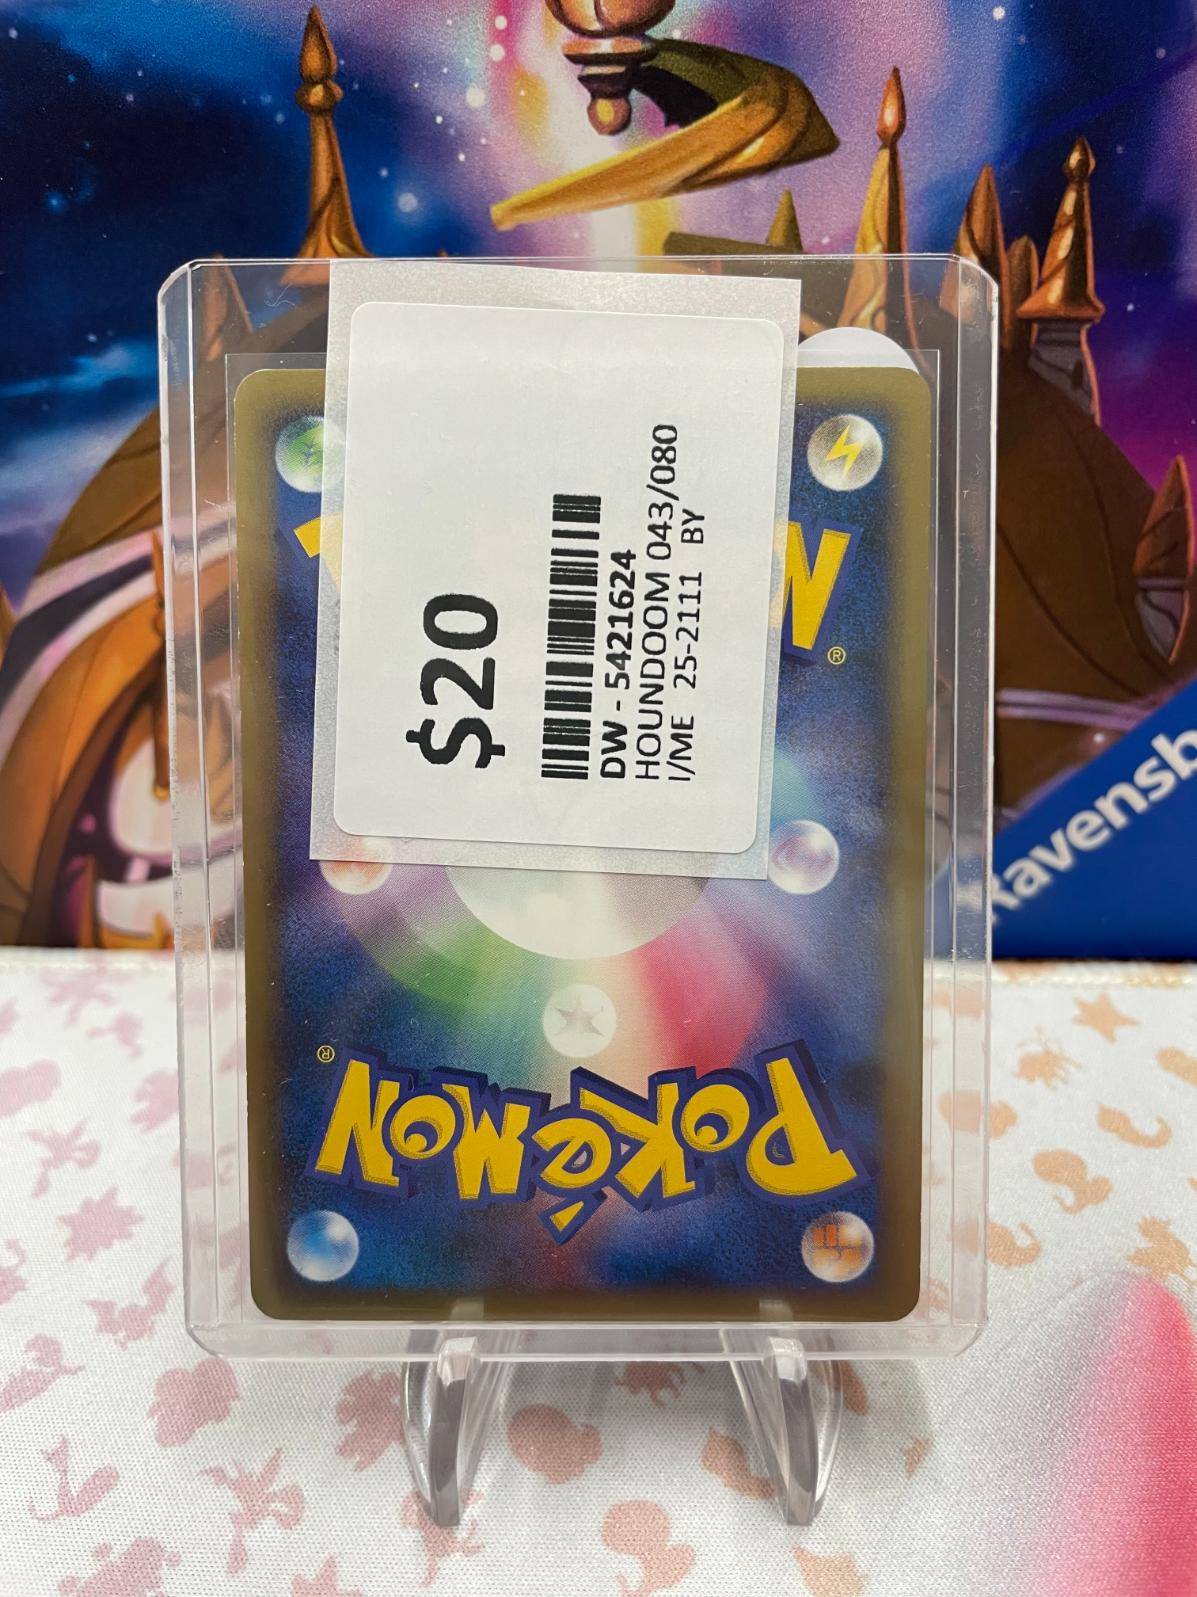 $20
DW - 5421624
HOUNDOOM 043/080
I/ME 25-2111 BY
N®
POKéMON®
Ravensb